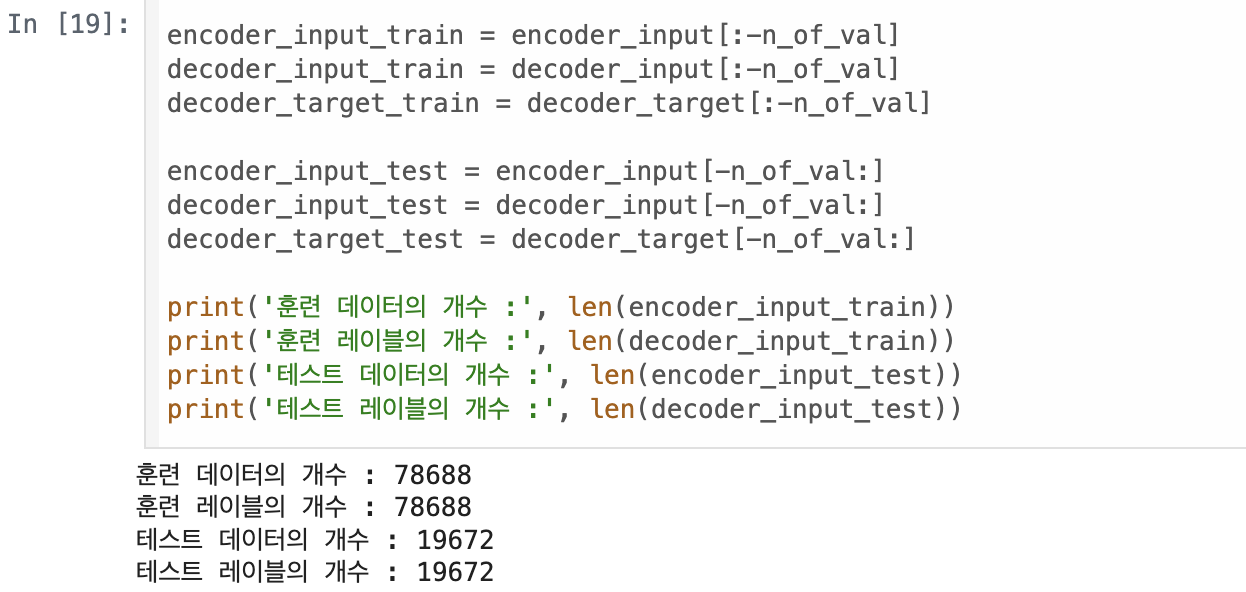 In [19]:
encoder_input_train = encoder_input[:-n_of_val]
decoder_input_train = decoder_input[:-n_of_val]
decoder_target_train = decoder_target[:-n_of_val]
encoder_input_test = encoder_input[-n_of_val:]
decoder_input_test = decoder_input[-n_of_val:]
decoder_target_test = decoder_target[-n_of_val:]
print('훈련 데이터의 개수 :', len(encoder_input_train))
print('훈련 레이블의 개수 :', len(decoder_input_train))
print('테스트 데이터의 개수 :', len(encoder_input_test))
print('테스트 레이블의 개수 :', len(decoder_input_test))
훈련 데이터의 개수 : 78688
훈련 레이블의 개수 : 78688
테스트 데이터의 개수 : 19672
테스트 레이블의 개수 : 19672